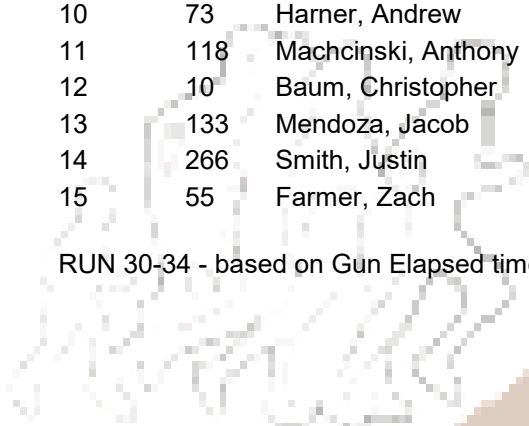 10 73 Harner, Andrew
11 118 Machcinski, Anthony
12 10 Baum, Christopher
13 133 Mendoza, Jacob
14 266 Smith, Justin
15 55 Farmer, Zach
RUN 30-34 - based on Gun Elapsed time